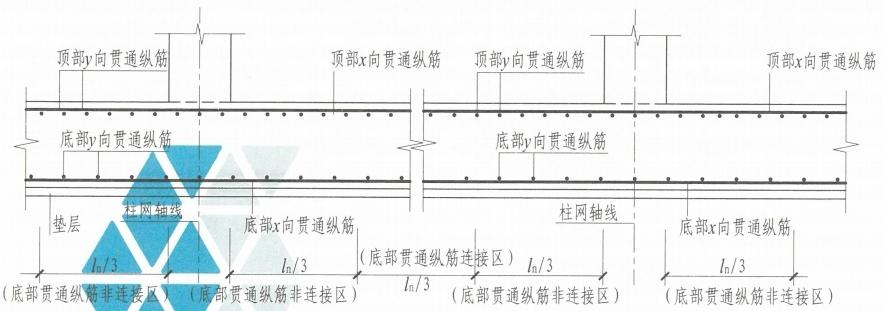 顶部y向贯通纵筋 顶部x向贯通纵筋 顶部y向贯通纵筋 顶部x向贯通纵筋
底部y向贯通纵筋 底部y向贯通纵筋
垫层 柱网轴线 底部x向贯通纵筋 柱网轴线 底部x向贯通纵筋
(底部贯通纵筋连接区)
ln/3 ln/3 ln/3 ln/3 ln/3
(底部贯通纵筋非连接区) (底部贯通纵筋非连接区) (底部贯通纵筋非连接区) (底部贯通纵筋非连接区)